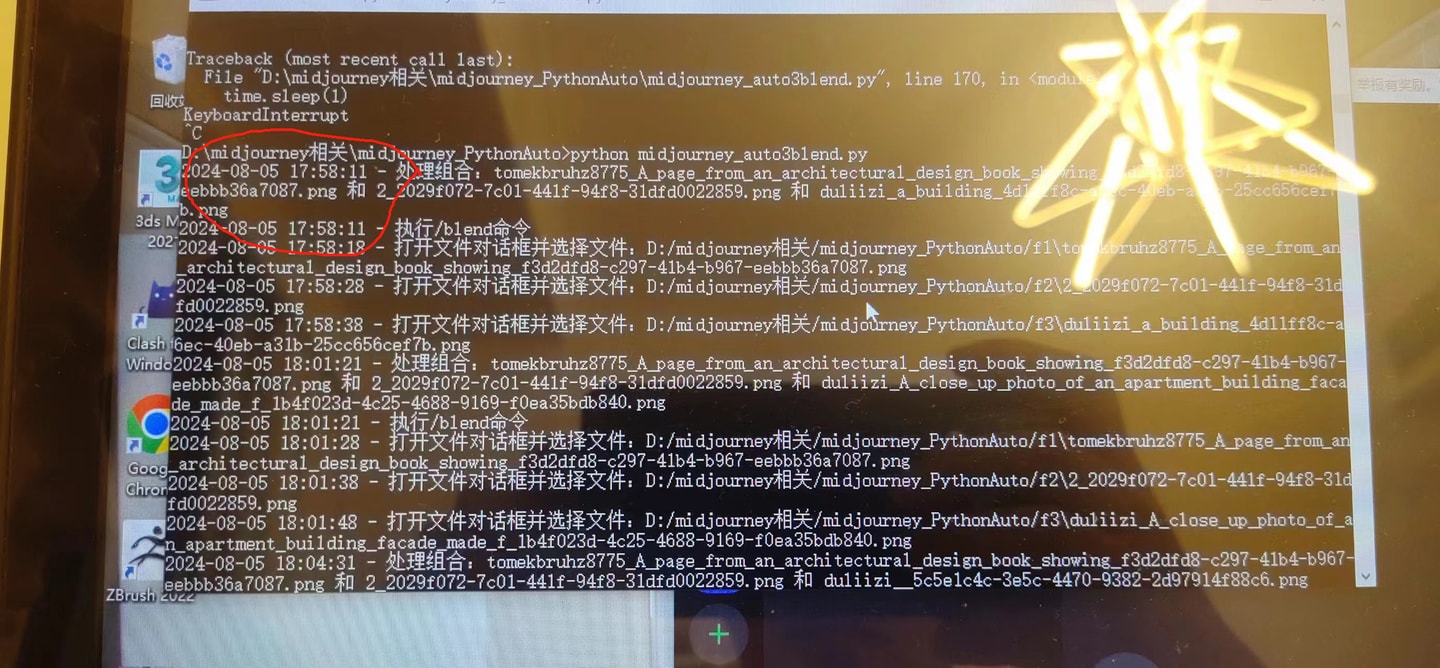 Traceback (most recent call last):
File "D:\midjourney相关\midjourney_PythonAuto\midjourney_auto3blend.py", line 170, in <module
time.sleep(1)
KeyboardInterrupt
^C
D:\midjourney相关\midjourney_PythonAuto>python midjourney_auto3blend.py
2024-08-05 17:58:11 - 处理组合: tomekbruhz8775_A_page_from_an_architectural_design_book_showing
eebbb36a7087.png 和 2_2029f072-7c01-441f-94f8-31dfd0022859.png 和 duliizi_a_building_4d11ff8c-a6ec-40eb-a31b-25cc656cef7
b.png
2024-08-05 17:58:11 - 执行/blend命令
2024-08-05 17:58:18 - 打开文件对话框并选择文件: D:/midjourney相关/midjourney_PythonAuto/f1\tomekbruhz8775_A_page_from_an
_architectural_design_book_showing_f3d2dfd8-c297-41b4-b967-eebbb36a7087.png
2024-08-05 17:58:28 - 打开文件对话框并选择文件: D:/midjourney相关/midjourney_PythonAuto/f2\2_2029f072-7c01-441f-94f8-31d
fd0022859.png
2024-08-05 17:58:38 - 打开文件对话框并选择文件: D:/midjourney相关/midjourney_PythonAuto/f3\duliizi_a_building_4d11ff8c-a
6ec-40eb-a31b-25cc656cef7b.png
2024-08-05 18:01:21 - 处理组合: tomekbruhz8775_A_page_from_an_architectural_design_book_showing_f3d2dfd8-c297-41b4-b967-
eebbb36a7087.png 和 2_2029f072-7c01-441f-94f8-31dfd0022859.png 和 duliizi_A_close_up_photo_of_an_apartment_building_faca
de_made_f_1b4f023d-4c25-4688-9169-f0ea35bdb840.png
2024-08-05 18:01:21 - 执行/blend命令
2024-08-05 18:01:28 - 打开文件对话框并选择文件: D:/midjourney相关/midjourney_PythonAuto/f1\tomekbruhz8775_A_page_from_an
_architectural_design_book_showing_f3d2dfd8-c297-41b4-b967-eebbb36a7087.png
2024-08-05 18:01:38 - 打开文件对话框并选择文件: D:/midjourney相关/midjourney_PythonAuto/f2\2_2029f072-7c01-441f-94f8-31d
fd0022859.png
2024-08-05 18:01:48 - 打开文件对话框并选择文件: D:/midjourney相关/midjourney_PythonAuto/f3\duliizi_A_close_up_photo_of_a
n_apartment_building_facade_made_f_1b4f023d-4c25-4688-9169-f0ea35bdb840.png
2024-08-05 18:04:31 - 处理组合: tomekbruhz8775_A_page_from_an_architectural_design_book_showing_f3d2dfd8-c297-41b4-b967-
eebbb36a7087.png 和 2_2029f072-7c01-441f-94f8-31dfd0022859.png 和 duliizi__5c5e1c4c-3e5c-4470-9382-2d97914f88c6.png
回收站
3ds M
202
Clash f
Windo
Goog
Chron
ZBrush 2022
举报有奖励。